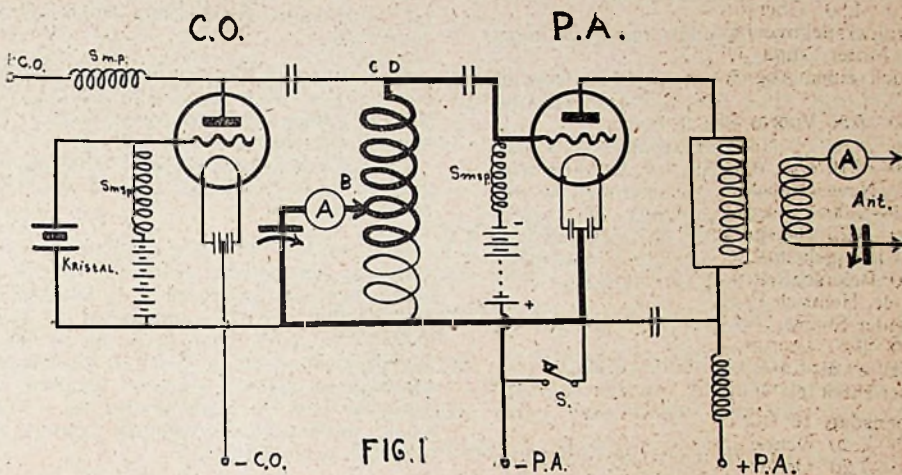 C.O.
P.A.
+C.O.
Smp.
C D
Smsp.
A
B
Smsp.
-
+
A
Ant.
KRISTAL.
S.
- C.O.
FIG.1
- P.A.
+ P.A.